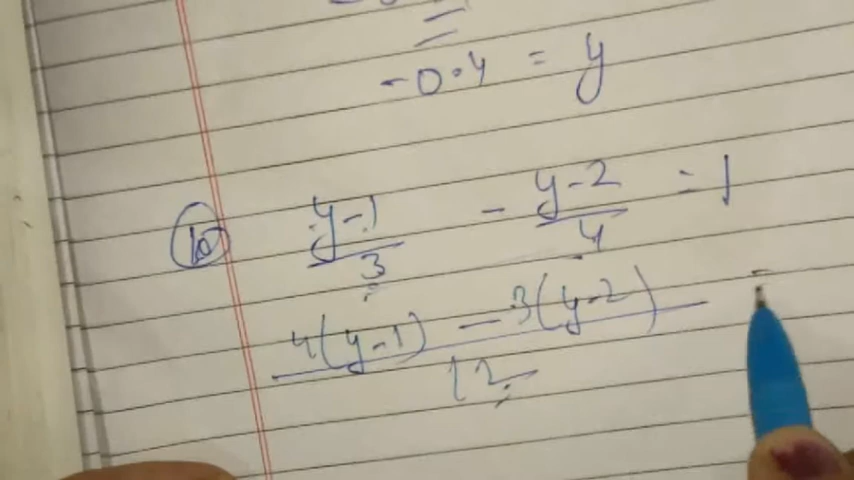 -0.4 = y
(10) (y-1)/3 - (y-2)/4 = 1
(4(y-1) - 3(y-2))/12 =